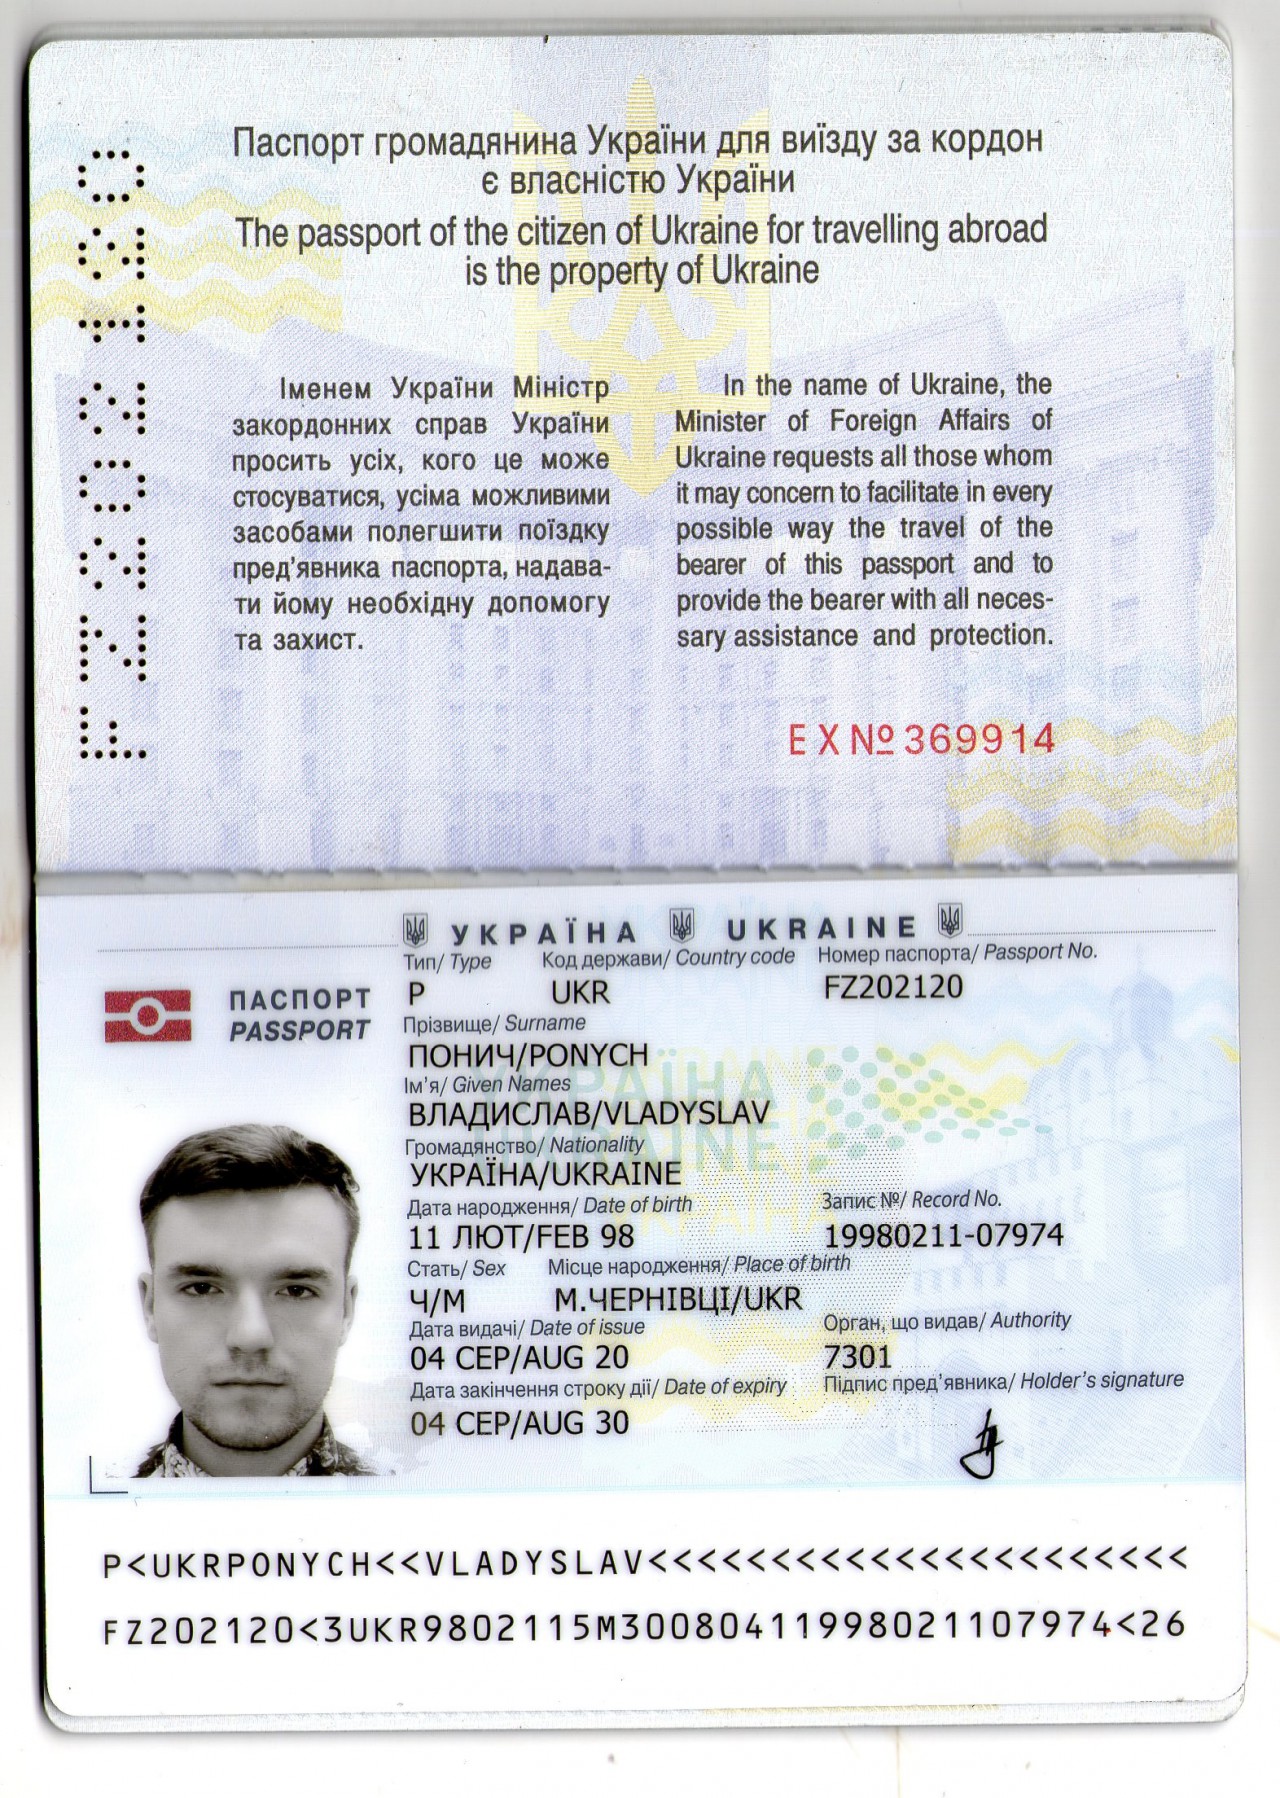 Паспорт громадянина України для виїзду за кордон
є власністю України
The passport of the citizen of Ukraine for travelling abroad
is the property of Ukraine
FZ202120
Іменем України Міністр
закордонних справ України
просить усіх, кого це може
стосуватися, усіма можливими
засобами полегшити поїздку
пред'явника паспорта, надава-
ти йому необхідну допомогу
та захист.
In the name of Ukraine, the
Minister of Foreign Affairs of
Ukraine requests all those whom
it may concern to facilitate in every
possible way the travel of the
bearer of this passport and to
provide the bearer with all neces-
sary assistance and protection.
EX № 369914
УКРАЇНА UKRAINE
Тип/ Type Код держави/ Country code Номер паспорта/ Passport No.
ПАСПОРТ P UKR FZ202120
PASSPORT
Прізвище/ Surname
ПОНИЧ/PONYCH
Ім'я/ Given Names
ВЛАДИСЛАВ/VLADYSLAV
Громадянство/ Nationality
УКРАЇНА/UKRAINE
Дата народження/ Date of birth Запис №/ Record No.
11 ЛЮТ/FEB 98 19980211-07974
Стать/ Sex Місце народження/ Place of birth
Ч/M М.ЧЕРНІВЦІ/UKR
Дата видачі/ Date of issue Орган, що видав/ Authority
04 СЕР/AUG 20 7301
Дата закінчення строку дії/ Date of expiry Підпис пред'явника/ Holder's signature
04 СЕР/AUG 30
P<UKRPONYCH<<VLADYSLAV<<<<<<<<<<<<<<<<<<<<<<
FZ202120<3UKR9802115M30080411998021107974<26